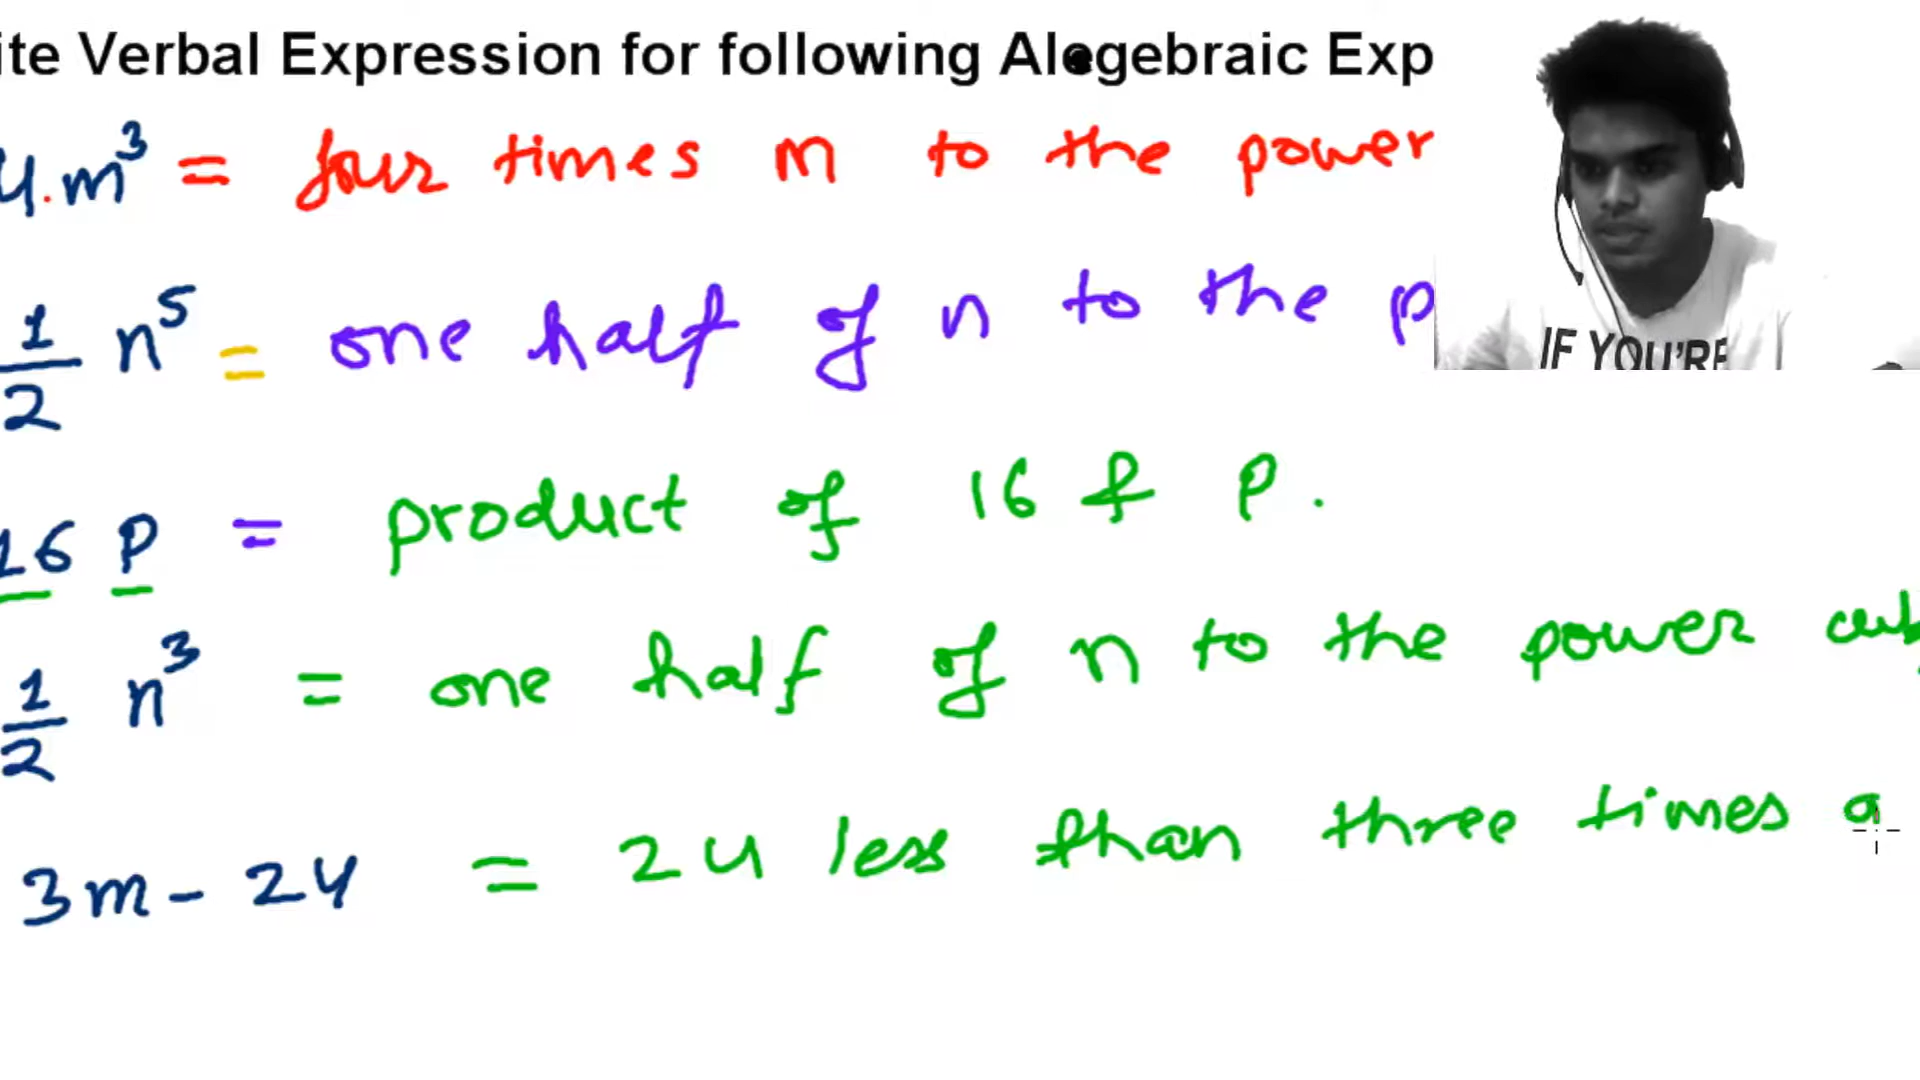 ite Verbal Expression for following Alegebraic Exp
4.m³ = four times m to the power
1/2 n⁵ = one half of n to the p
IF YOU'RE
16 P = product of 16 & P.
1/2 n³ = one half of n to the power cub
3m - 24 = 24 less than three times a